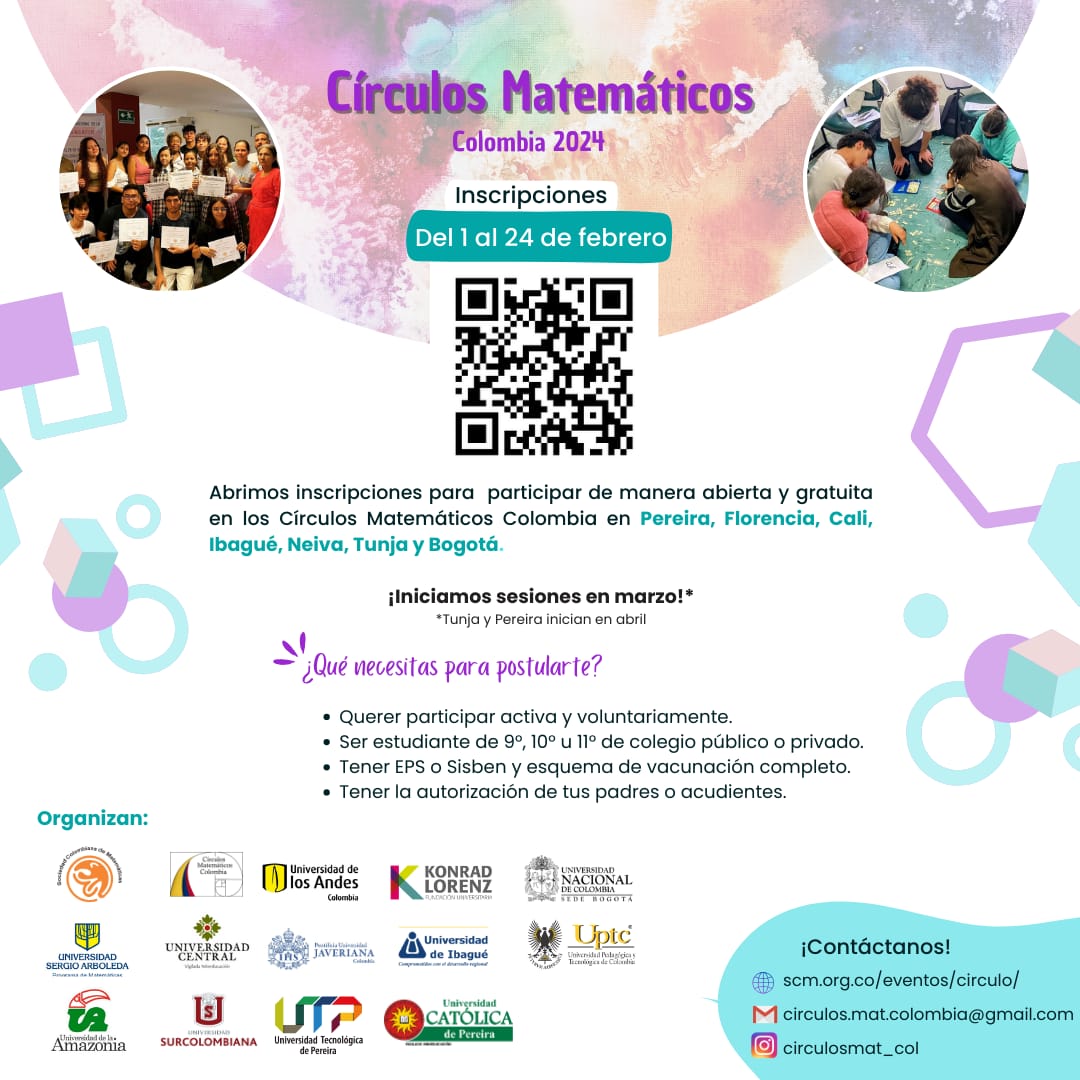 Círculos Matemáticos
Colombia 2024
Inscripciones
Del 1 al 24 de febrero
Abrimos inscripciones para participar de manera abierta y gratuita
en los Círculos Matemáticos Colombia en Pereira, Florencia, Cali,
Ibagué, Neiva, Tunja y Bogotá.
¡Iniciamos sesiones en marzo!*
*Tunja y Pereira inician en abril
¿Qué necesitas para postularte?
• Querer participar activa y voluntariamente.
• Ser estudiante de 9°, 10° u 11° de colegio público o privado.
• Tener EPS o Sisben y esquema de vacunación completo.
• Tener la autorización de tus padres o acudientes.
Organizan:
Sociedad Colombiana de Matemáticas
Círculos
Matemáticos
Colombia
Universidad de
los Andes
Colombia
KONRAD
LORENZ
FUNDACIÓN UNIVERSITARIA
UNIVERSIDAD
NACIONAL
DE COLOMBIA
SEDE BOGOTÁ
UNIVERSIDAD
SERGIO ARBOLEDA
Programas de Matemáticas
UNIVERSIDAD
CENTRAL
Vigilada Mineducación
IHS
Pontificia Universidad
JAVERIANA
Colombia
Universidad
de Ibagué
Comprometidos con el desarrollo regional
Uptc
Universidad Pedagógica y
Tecnológica de Colombia
Universidad de la
Amazonia
UNIVERSIDAD
SURCOLOMBIANA
UTP
Universidad Tecnológica
de Pereira
Universidad
CATÓLICA
de Pereira
¡Contáctanos!
scm.org.co/eventos/circulo/
circulos.mat.colombia@gmail.com
circulosmat_col